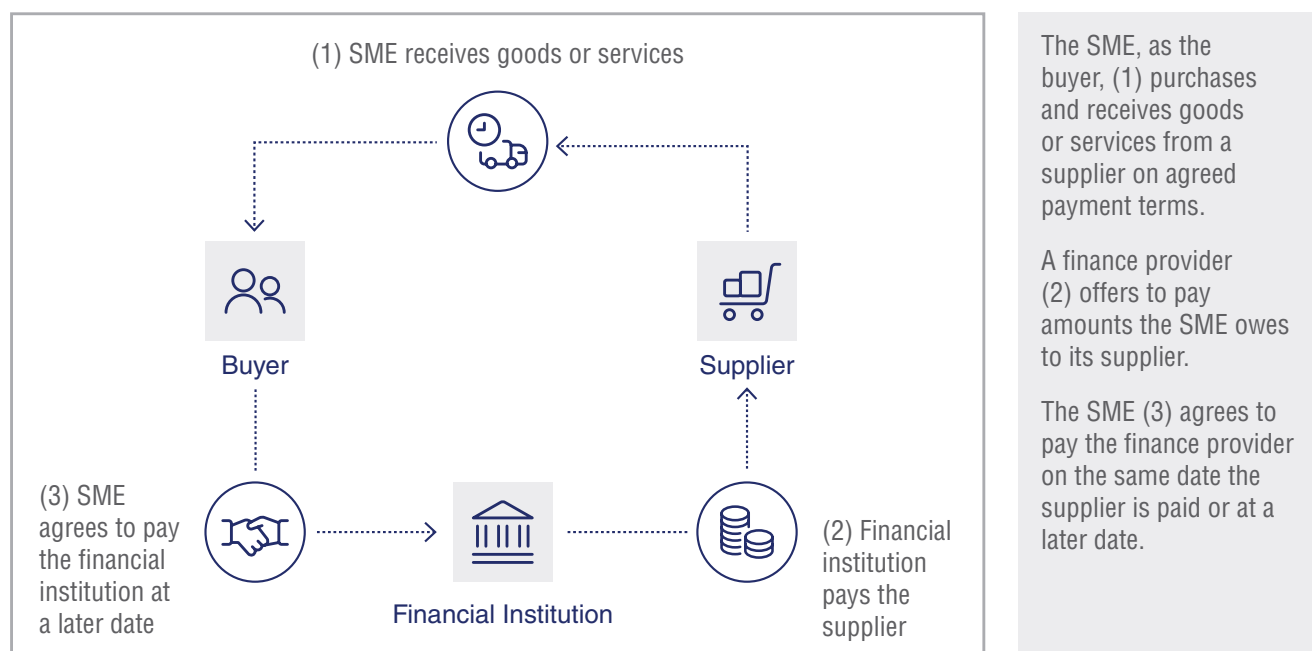 (1) SME receives goods or services
Buyer
Supplier
(3) SME
agrees to pay
the financial
institution at
a later date
Financial Institution
(2) Financial
institution
pays the
supplier
The SME, as the
buyer, (1) purchases
and receives goods
or services from a
supplier on agreed
payment terms.
A finance provider
(2) offers to pay
amounts the SME owes
to its supplier.
The SME (3) agrees to
pay the finance provider
on the same date the
supplier is paid or at a
later date.